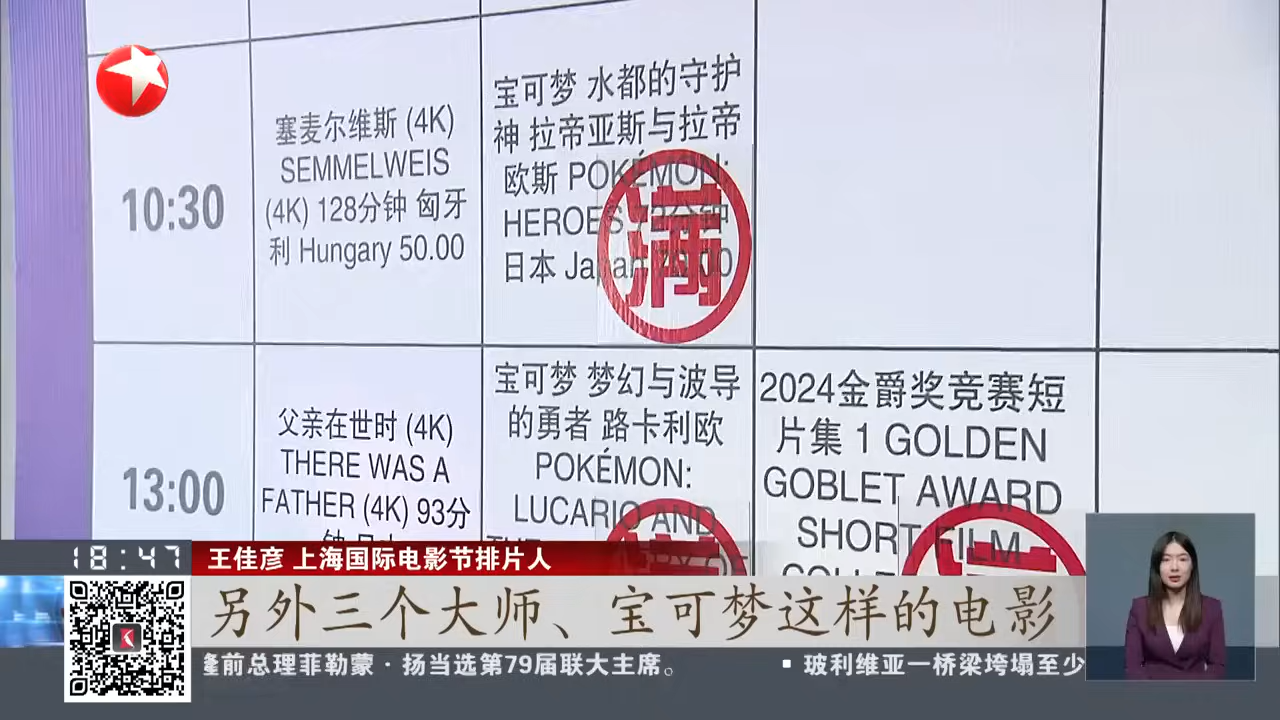 10:30
塞麦尔维斯 (4K)
SEMMELWEIS
(4K) 128分钟 匈牙
利 Hungary 50.00
宝可梦 水都的守护
神 拉帝亚斯与拉帝
欧斯 POKÉMON:
HEROES 72分钟
日本 Japan
满
13:00
父亲在世时 (4K)
THERE WAS A
FATHER (4K) 93分
宝可梦 梦幻与波导
的勇者 路卡利欧
POKÉMON:
LUCARIO AND
2024金爵奖竞赛短
片集 1 GOLDEN
GOBLET AWARD
SHORT FILM
18:47
王佳彦 上海国际电影节排片人
另外三个大师、宝可梦这样的电影
隆前总理菲勒蒙·扬当选第79届联大主席。
▪ 玻利维亚一桥梁垮塌至少